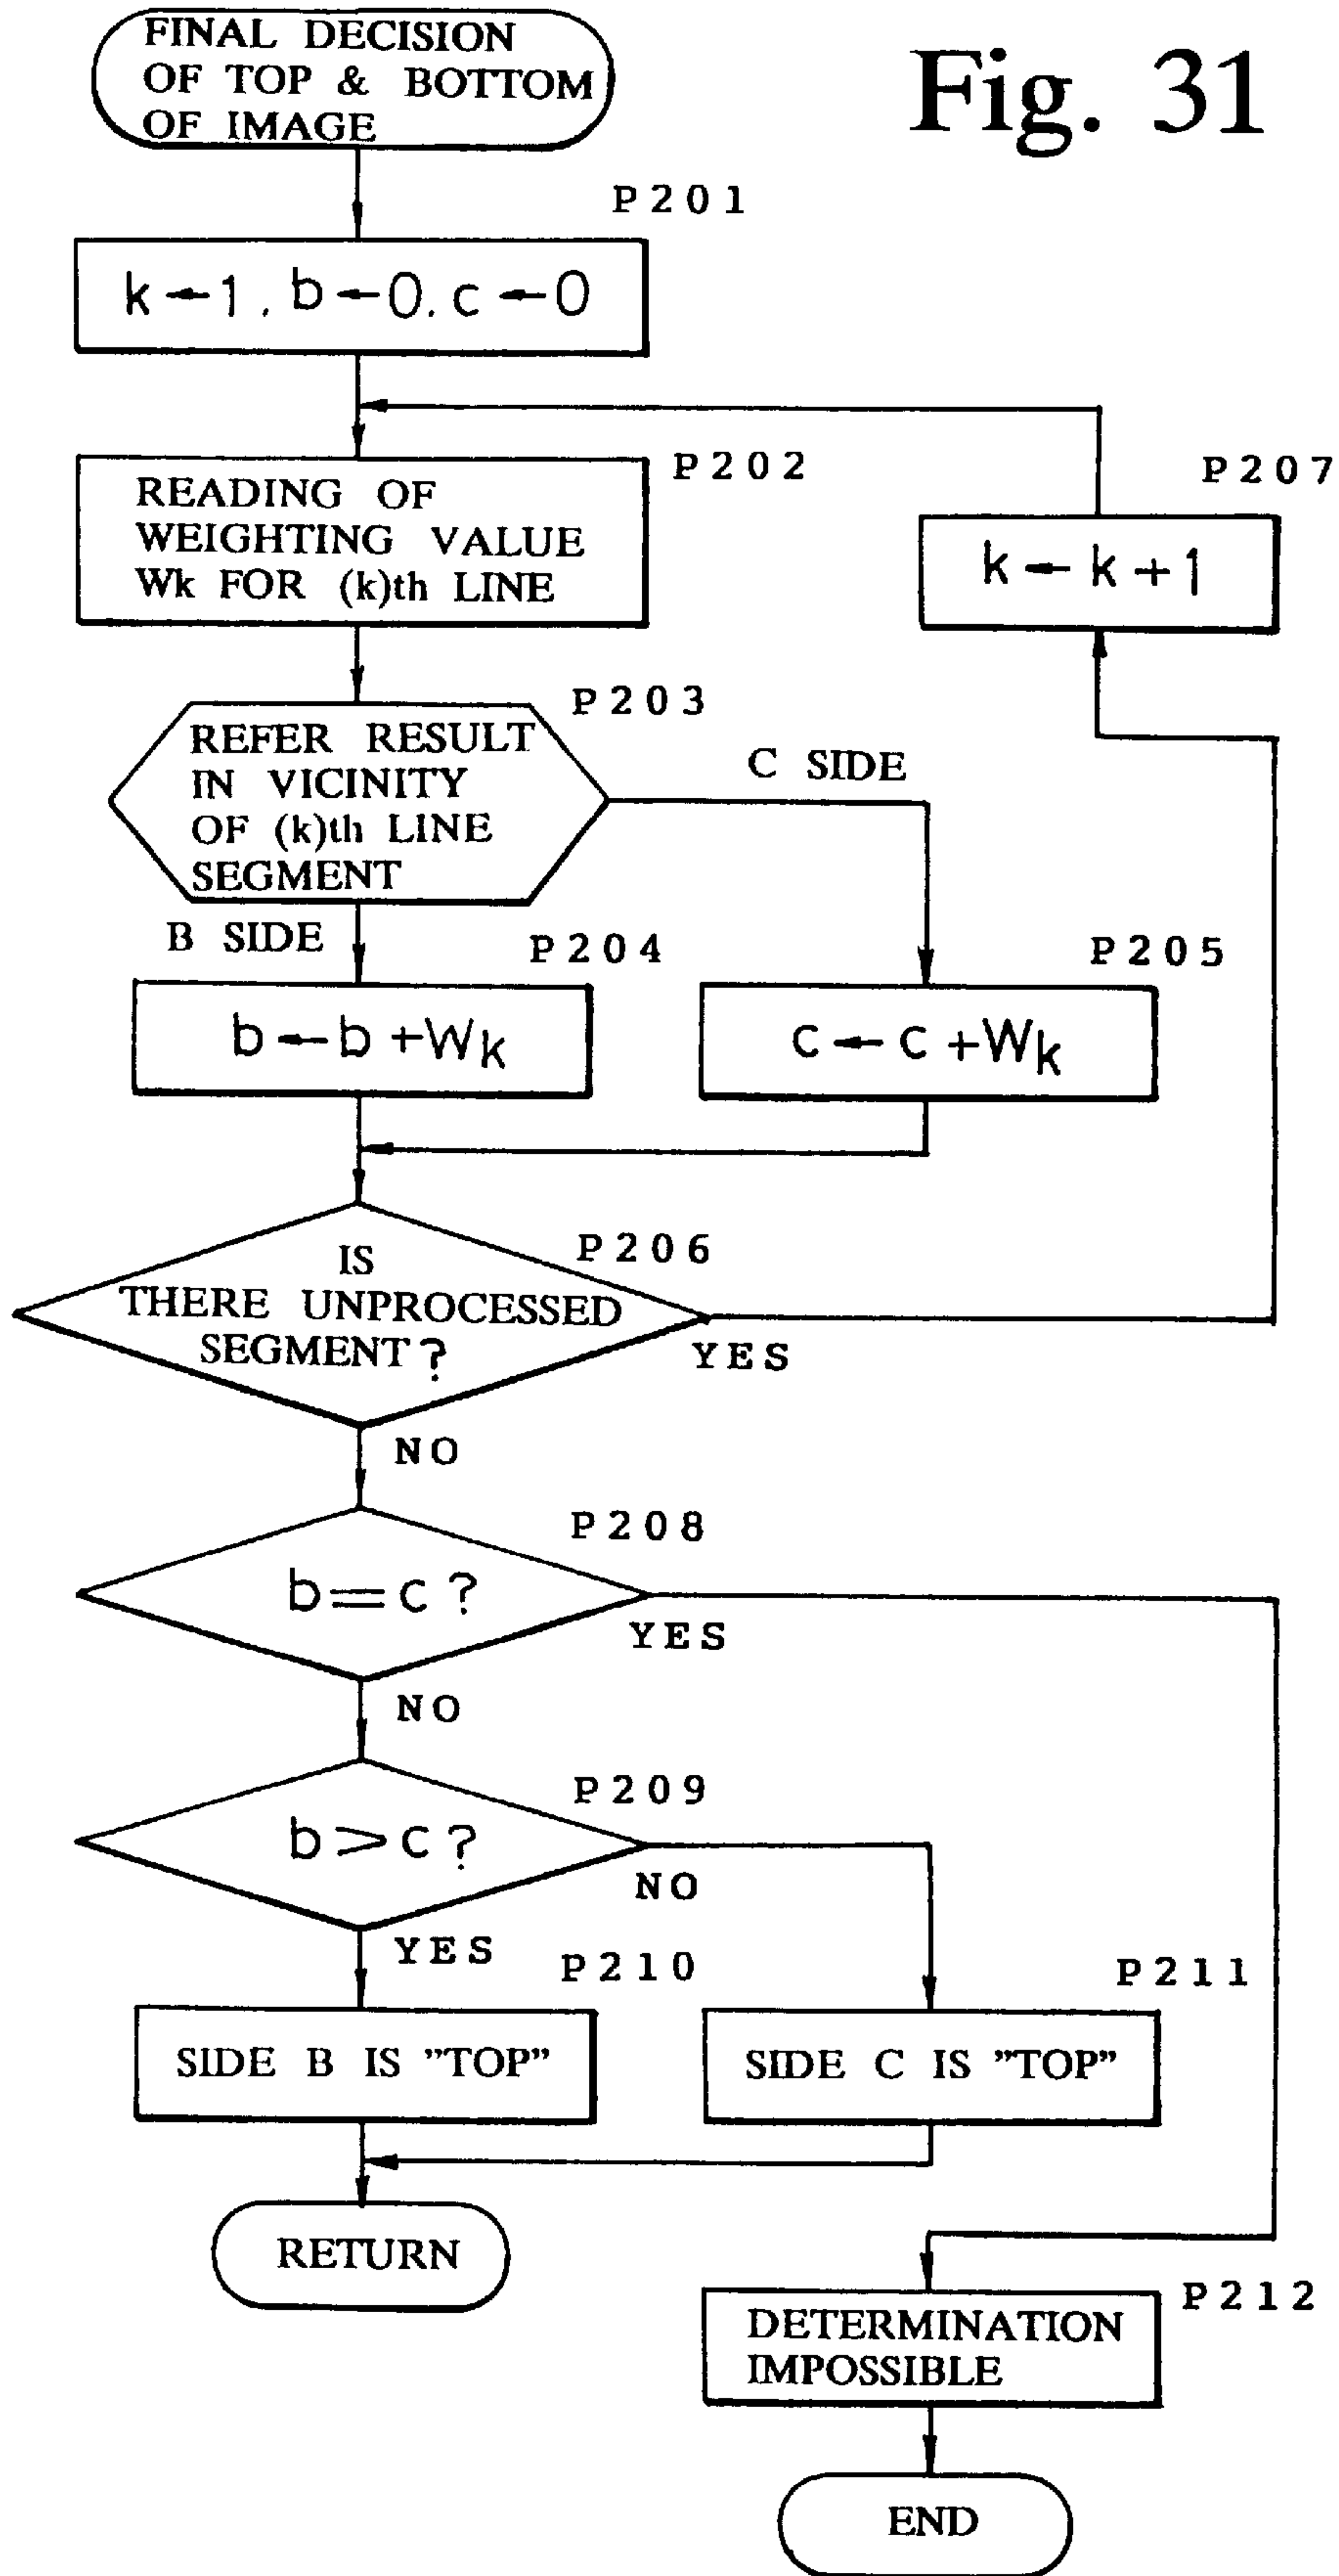 FINAL DECISION
OF TOP & BOTTOM
OF IMAGE
Fig. 31
P201
k←1, b←0, c←0
P202
READING OF
WEIGHTING VALUE
Wk FOR (k)th LINE
P207
k←k+1
P203
REFER RESULT
IN VICINITY
OF (k)th LINE
SEGMENT
C SIDE
B SIDE
P204
b←b+Wk
P205
c←c+Wk
P206
IS
THERE UNPROCESSED
SEGMENT?
YES
NO
P208
b=c?
YES
NO
P209
b>c?
NO
YES
P210
SIDE B IS "TOP"
P211
SIDE C IS "TOP"
RETURN
P212
DETERMINATION
IMPOSSIBLE
END